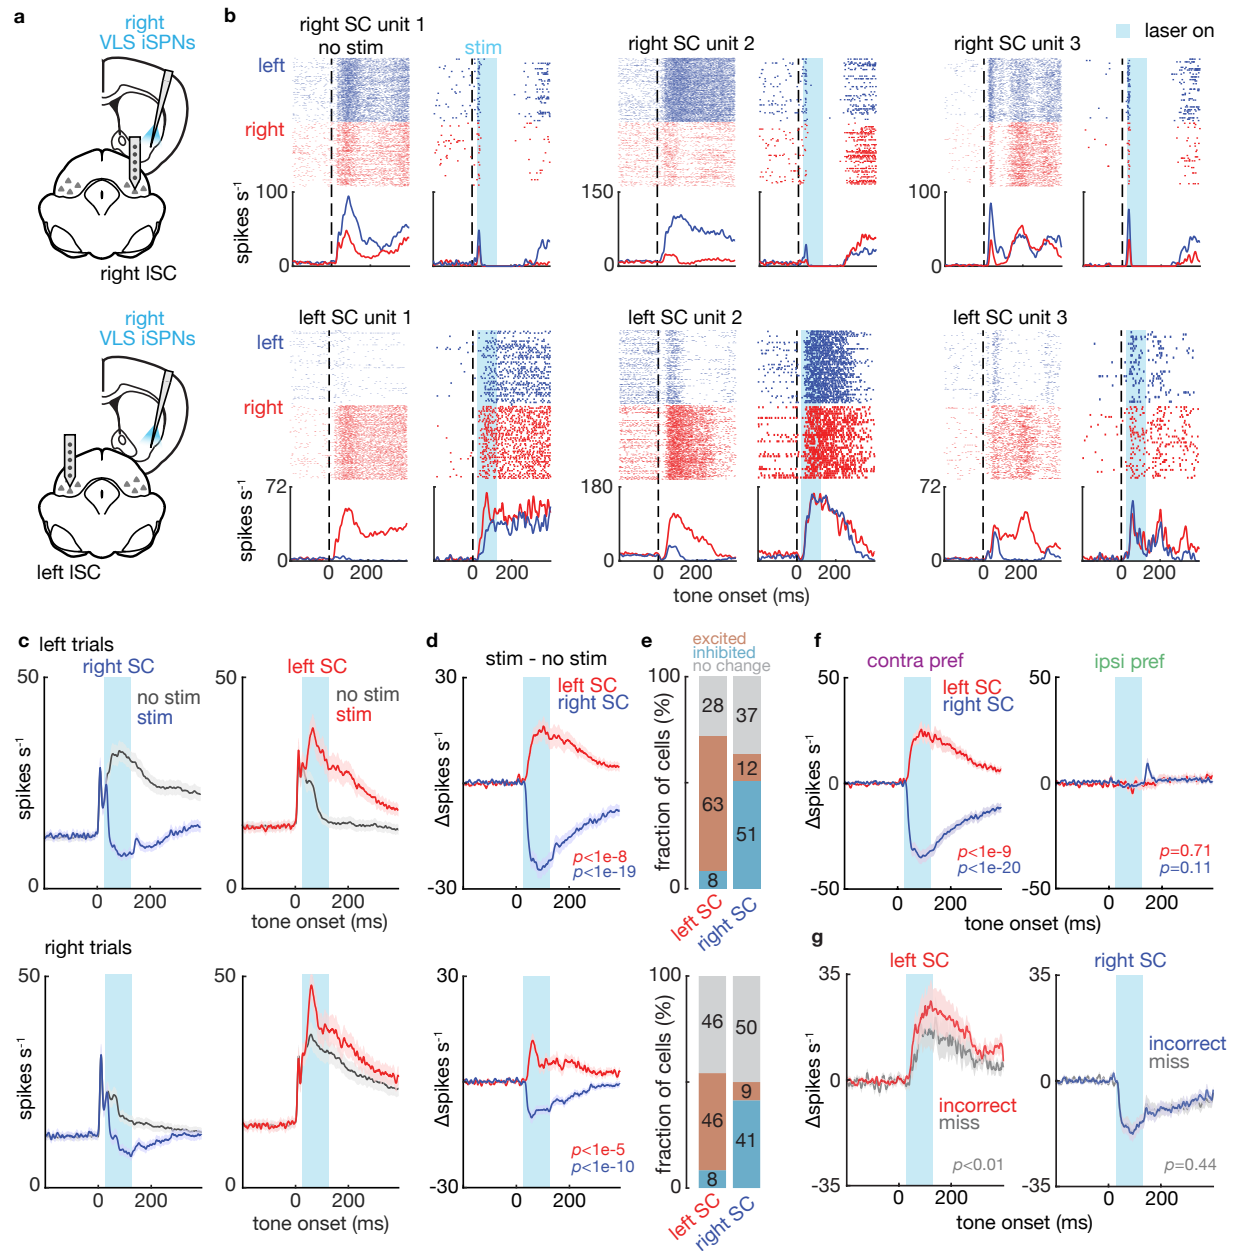 a
right
VLS iSPNs
right lSC
right
VLS iSPNs
left lSC
b
right SC unit 1
no stim
stim
right SC unit 2
right SC unit 3
laser on
left
right
100
0
spikes s⁻¹
150
0
100
0
left SC unit 1
left SC unit 2
left SC unit 3
left
right
72
0
spikes s⁻¹
180
0
72
0
0 200
0 200
0 200
0 200
0 200
0 200
tone onset (ms)
c
left trials
right SC
left SC
50
0
spikes s⁻¹
no stim
stim
50
0
no stim
stim
0 200
0 200
tone onset (ms)
right trials
50
0
spikes s⁻¹
50
0
0 200
0 200
tone onset (ms)
d
stim - no stim
30
0
-30
Δspikes s⁻¹
left SC
right SC
p<1e-8
p<1e-19
0 200
30
0
-30
Δspikes s⁻¹
p<1e-5
p<1e-10
0 200
e
excited
inhibited
no change
100
0
fraction of cells (%)
28
63
8
37
12
51
left SC
right SC
100
0
fraction of cells (%)
46
46
8
50
9
41
left SC
right SC
f
contra pref
ipsi pref
50
0
-50
Δspikes s⁻¹
left SC
right SC
p<1e-9
p<1e-20
50
0
-50
p=0.71
p=0.11
0 200
0 200
g
left SC
right SC
35
0
-35
Δspikes s⁻¹
incorrect
miss
p<0.01
35
0
-35
incorrect
miss
p=0.44
0 200
0 200
tone onset (ms)